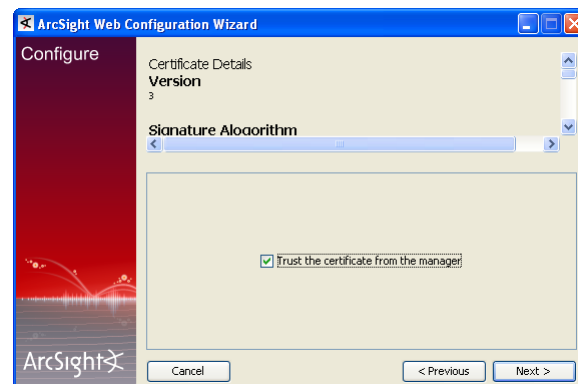 ArcSight Web Configuration Wizard
Configure
Certificate Details
Version
3
Signature Alogorithm
Trust the certificate from the manager
ArcSight
Cancel
< Previous
Next >